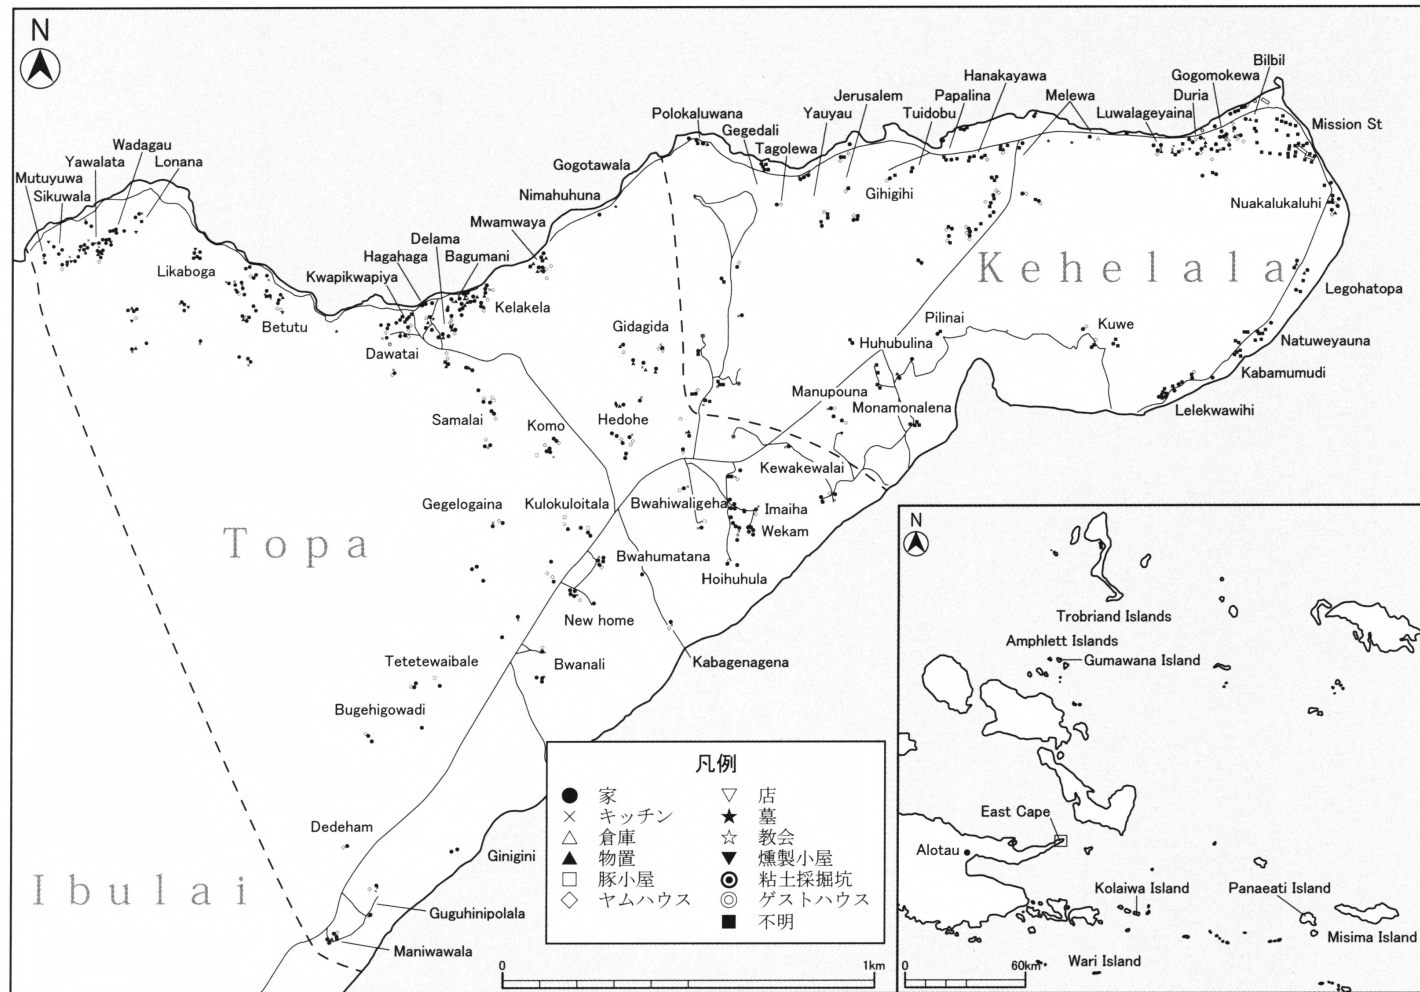 N
Bilbil
Gogomokewa
Duria
Hanakayawa
Melewa
Luwalageyaina
Mission St
Jerusalem
Papalina
Tuidobu
Polokaluwana
Gegedali
Yauyau
Tagolewa
Gihigihi
Wadagau
Yawalata
Lonana
Mutuyuwa
Sikuwala
Gogotawala
Nimahuhuna
Mwamwaya
Nuakalukaluhi
Delama
Hagahaga
Bagumani
Kwapikwapiya
Likaboga
Kehelala
Legohatopa
Betutu
Kelakela
Dawatai
Gidagida
Pilinai
Kuwe
Huhubulina
Natuweyauna
Kabamumudi
Manupouna
Monamonalena
Lelekwawihi
Samalai
Komo
Hedohe
Kewakewalai
Gegelogaina
Kulokuloitala
Bwahiwaligeha
Imaiha
Wekam
Topa
Bwahumatana
Hoihuhula
New home
Tetetewaibale
Bwanali
Kabagenagena
Bugehigowadi
Dedeham
Ginigini
Ibulai
Guguhinipolala
Maniwawala
凡例
家
キッチン
倉庫
物置
豚小屋
ヤムハウス
店
墓
教会
燻製小屋
粘土採掘坑
ゲストハウス
不明
0 1km
N
Trobriand Islands
Amphlett Islands
Gumawana Island
East Cape
Alotau
Kolaiwa Island
Panaeati Island
Misima Island
Wari Island
0 60km